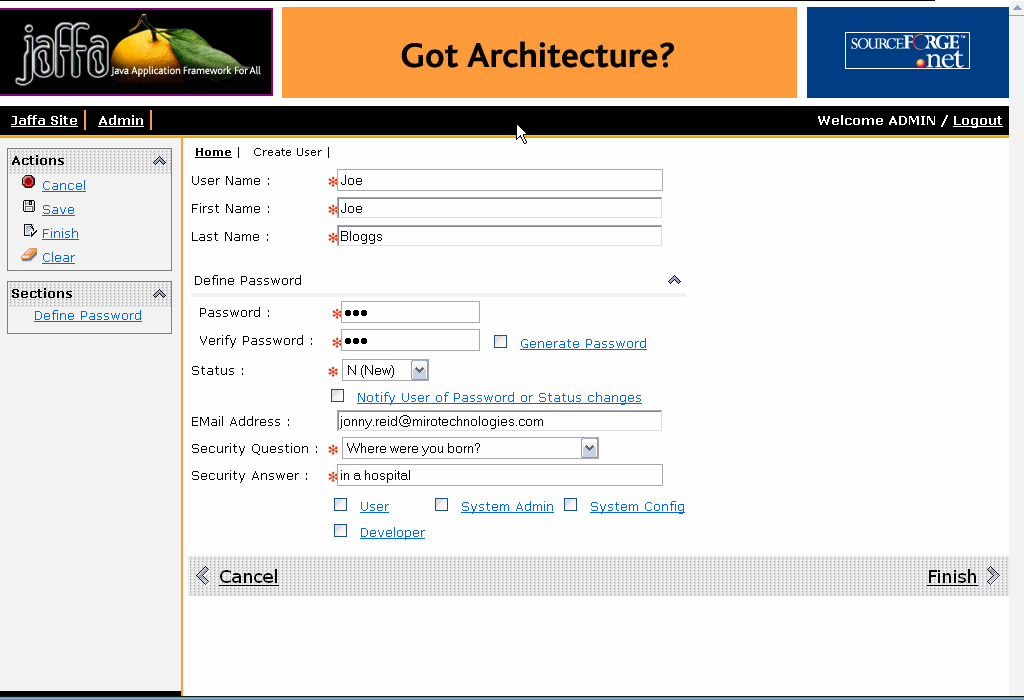 jaffa
Java Application Framework For All
Got Architecture?
SOURCEFORGE™
.net
Jaffa Site | Admin |
Welcome ADMIN / Logout
Actions
Cancel
Save
Finish
Clear
Sections
Define Password
Home | Create User |
User Name : *Joe
First Name : *Joe
Last Name : *Bloggs
Define Password
Password : *●●●
Verify Password : *●●● Generate Password
Status : * N (New)
Notify User of Password or Status changes
EMail Address : jonny.reid@mirotechnologies.com
Security Question : * Where were you born?
Security Answer : *in a hospital
User System Admin System Config
Developer
Cancel
Finish